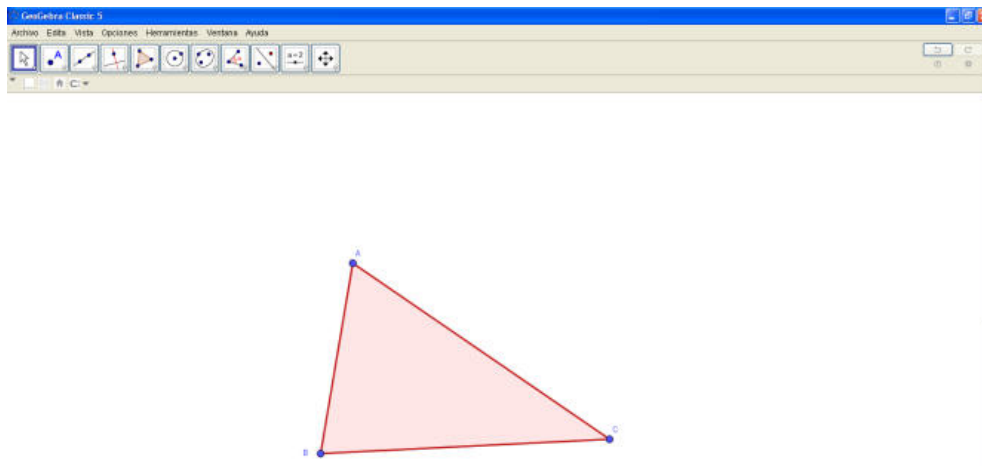 GeoGebra Classic 5
Archivo Edita Vista Opciones Herramientas Ventana Ayuda
A
a=2
A
B
C